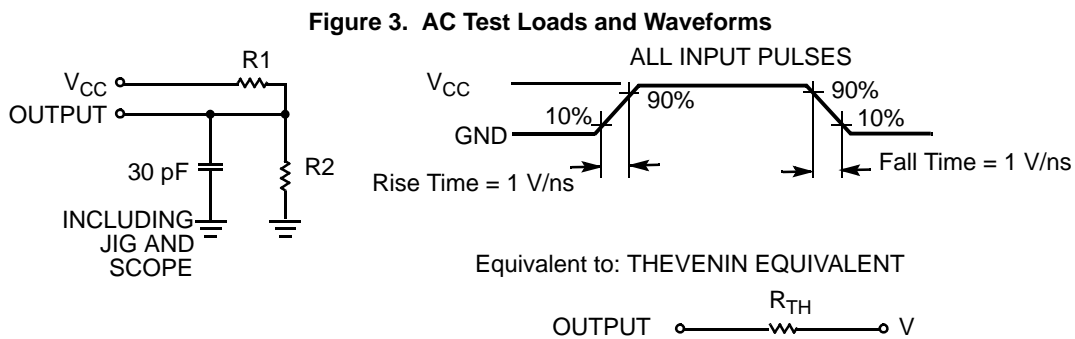 Figure 3. AC Test Loads and Waveforms
R1
VCC
OUTPUT
30 pF
R2
INCLUDING
JIG AND
SCOPE
ALL INPUT PULSES
VCC
GND
10%
90%
90%
10%
Rise Time = 1 V/ns
Fall Time = 1 V/ns
Equivalent to: THEVENIN EQUIVALENT
RTH
OUTPUT
V